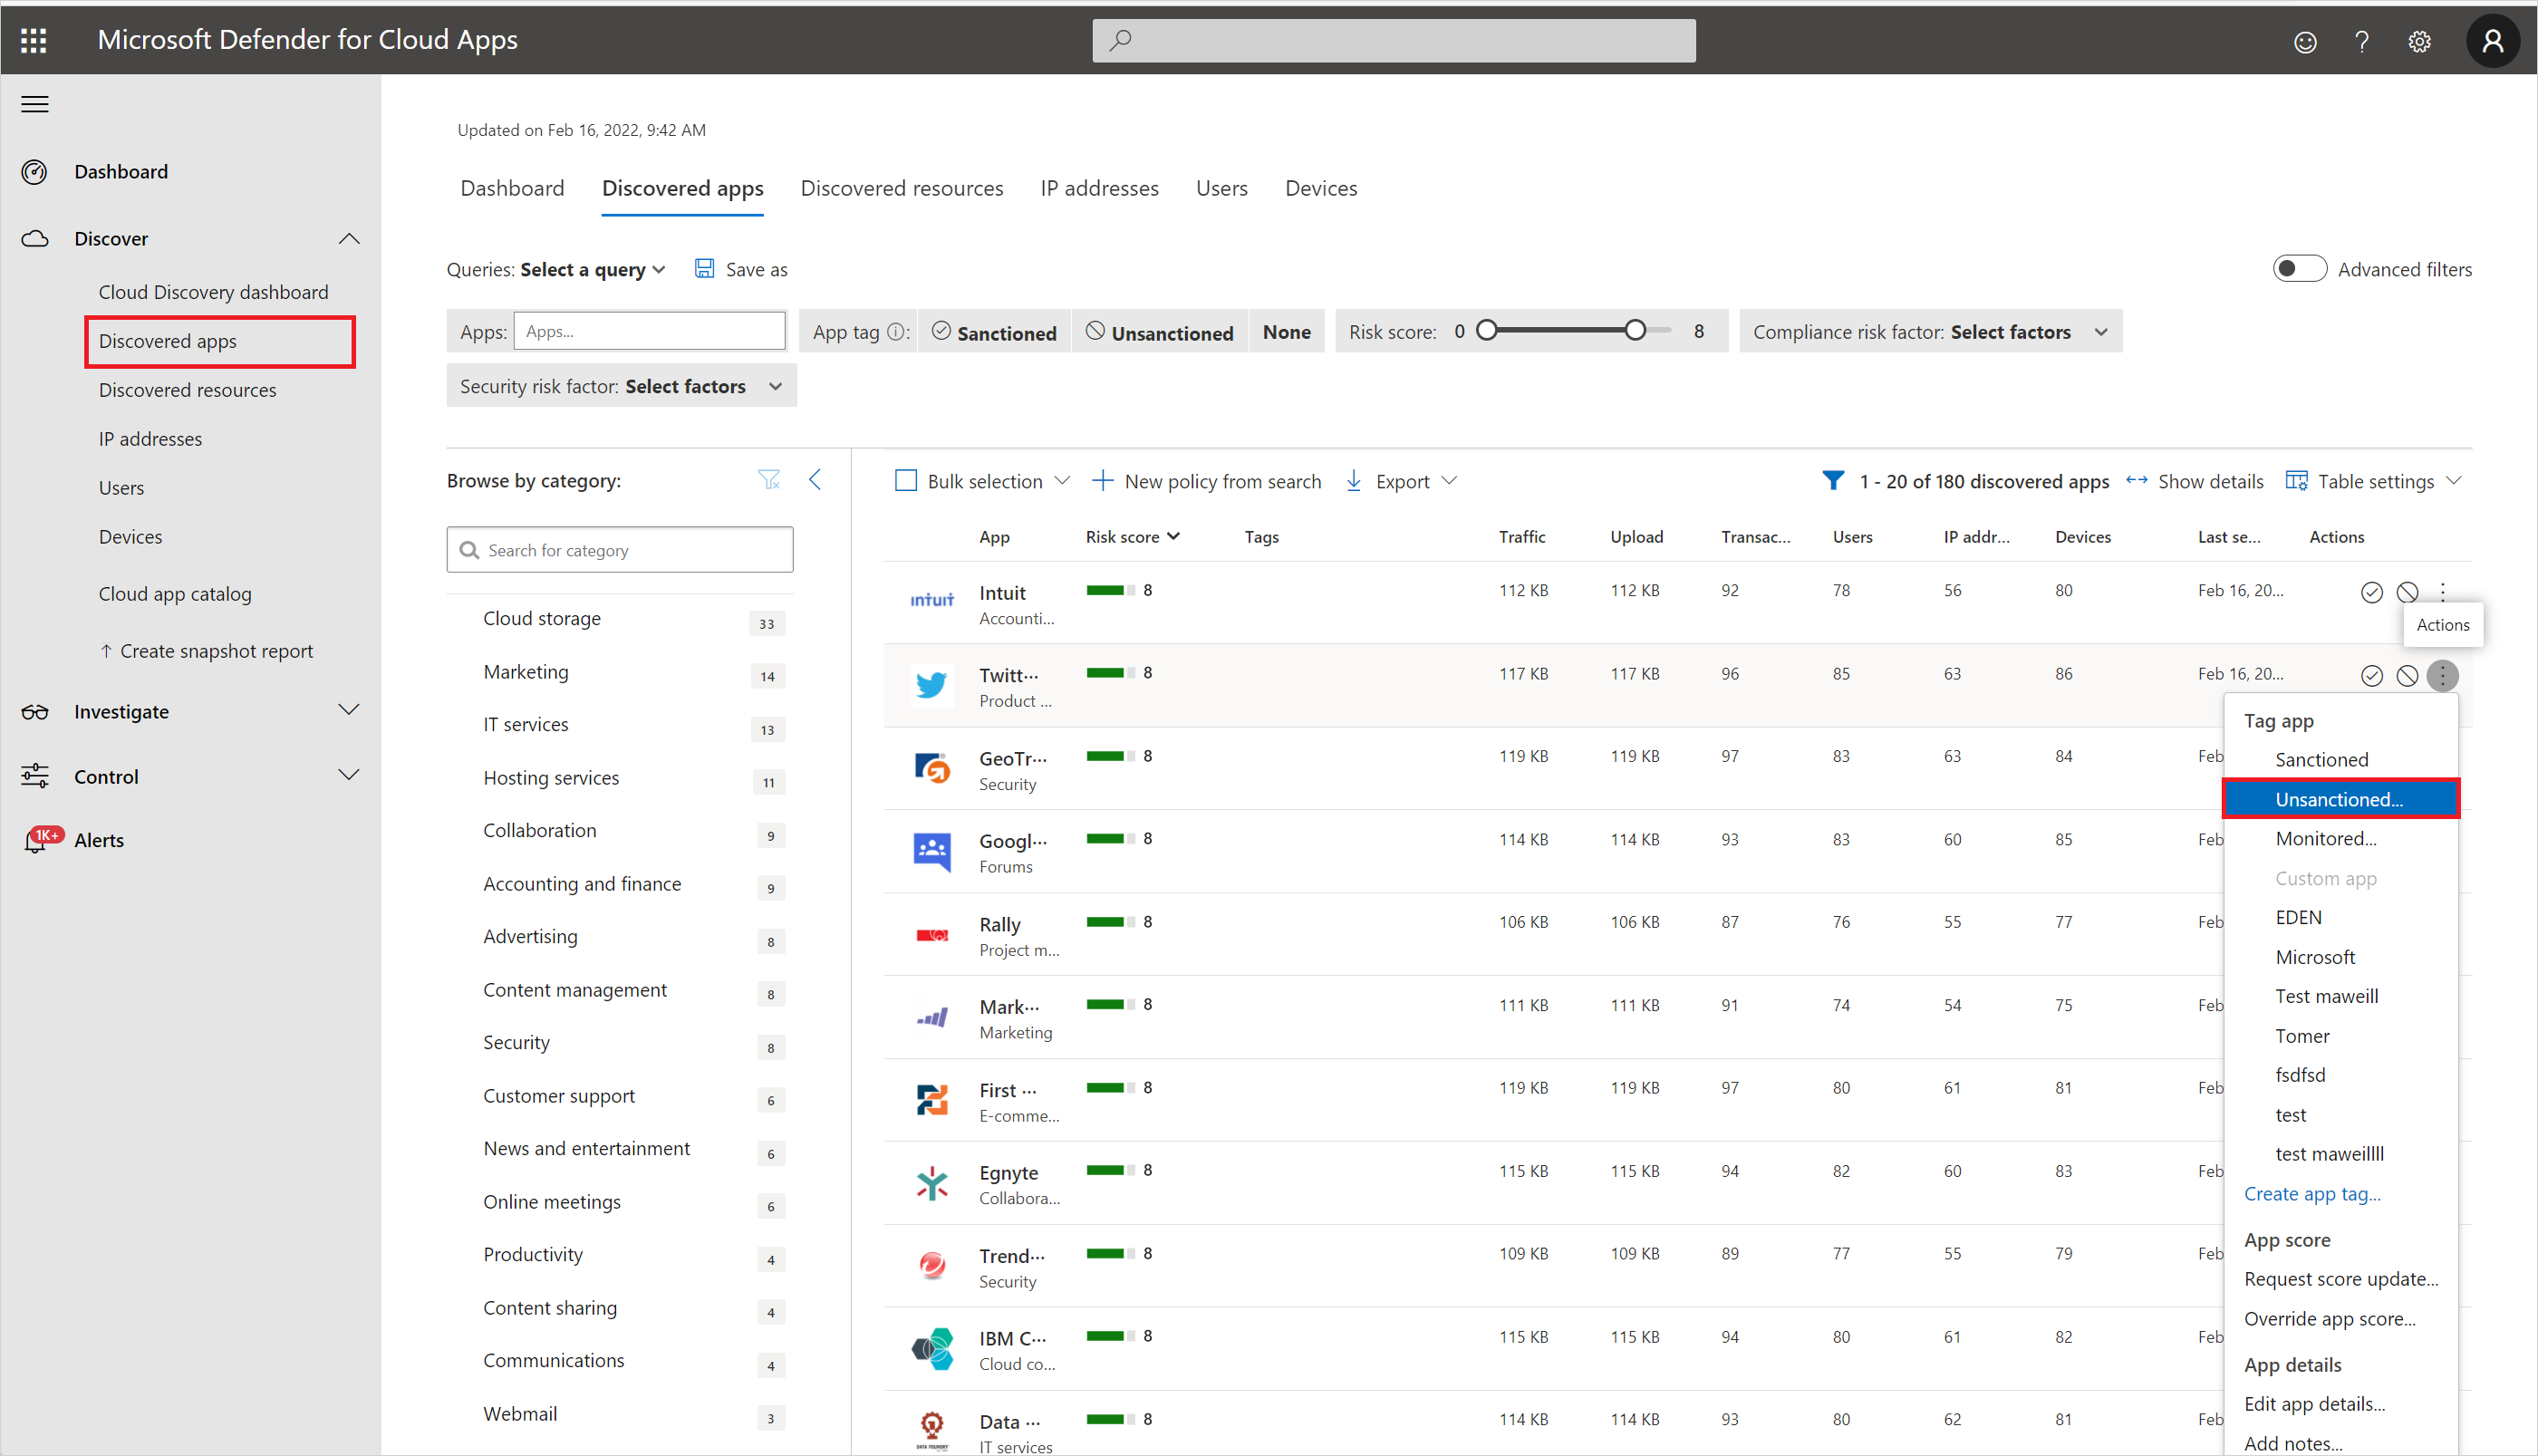 Microsoft Defender for Cloud Apps
Dashboard
Discover
Cloud Discovery dashboard
Discovered apps
Discovered resources
IP addresses
Users
Devices
Cloud app catalog
Create snapshot report
Investigate
Control
1K+ Alerts
Updated on Feb 16, 2022, 9:42 AM
Dashboard Discovered apps Discovered resources IP addresses Users Devices
Queries: Select a query Save as Advanced filters
Apps: Apps... App tag : Sanctioned Unsanctioned None Risk score: 0 8 Compliance risk factor: Select factors
Security risk factor: Select factors
Browse by category:
Search for category
Cloud storage 33
Marketing 14
IT services 13
Hosting services 11
Collaboration 9
Accounting and finance 9
Advertising 8
Content management 8
Security 8
Customer support 6
News and entertainment 6
Online meetings 6
Productivity 4
Content sharing 4
Communications 4
Webmail 3
Bulk selection New policy from search Export 1 - 20 of 180 discovered apps Show details Table settings
App Risk score Tags Traffic Upload Transac... Users IP addr... Devices Last se... Actions
intuit Intuit 8 112 KB 112 KB 92 78 56 80 Feb 16, 20...
Accounti...
Twitt... 8 117 KB 117 KB 96 85 63 86 Feb 16, 20...
Product ...
GeoTr... 8 119 KB 119 KB 97 83 63 84 Feb
Security
Googl... 8 114 KB 114 KB 93 83 60 85 Feb
Forums
Rally 8 106 KB 106 KB 87 76 55 77 Feb
Project m...
Mark... 8 111 KB 111 KB 91 74 54 75 Feb
Marketing
First ... 8 119 KB 119 KB 97 80 61 81 Feb
E-comme...
Egnyte 8 115 KB 115 KB 94 82 60 83 Feb
Collabora...
Trend... 8 109 KB 109 KB 89 77 55 79 Feb
Security
IBM C... 8 115 KB 115 KB 94 80 61 82 Feb
Cloud co...
DATA FOUNDRY Data ... 8 114 KB 114 KB 93 80 62 81 Feb
IT services
Actions
Tag app
Sanctioned
Unsanctioned...
Monitored...
Custom app
EDEN
Microsoft
Test maweill
Tomer
fsdfsd
test
test maweillll
Create app tag...
App score
Request score update...
Override app score...
App details
Edit app details...
Add notes...